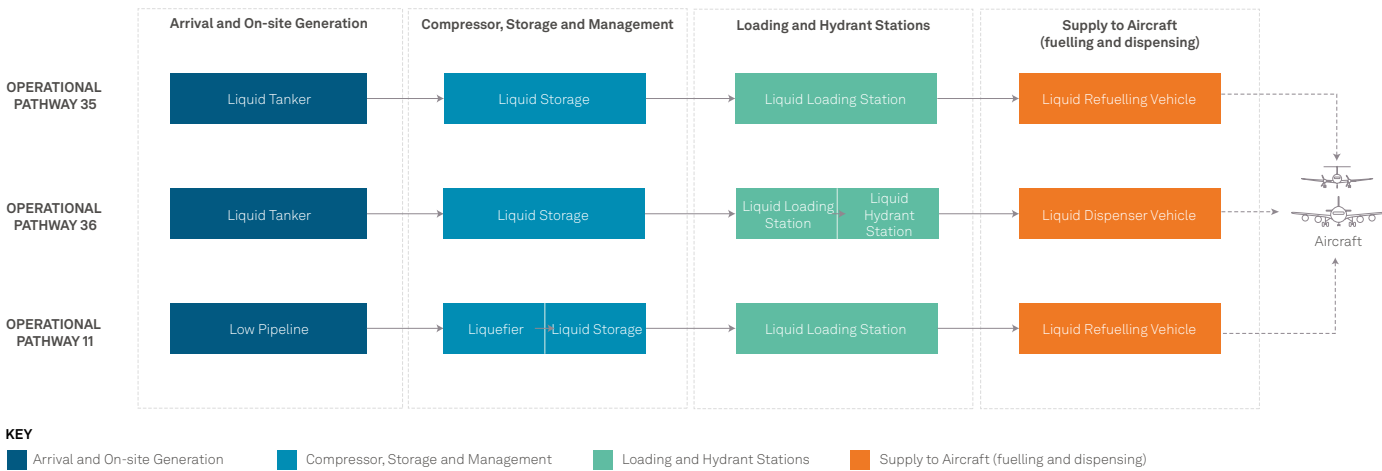 Arrival and On-site Generation
Compressor, Storage and Management
Loading and Hydrant Stations
Supply to Aircraft
(fuelling and dispensing)
OPERATIONAL
PATHWAY 35
Liquid Tanker
Liquid Storage
Liquid Loading Station
Liquid Refuelling Vehicle
OPERATIONAL
PATHWAY 36
Liquid Tanker
Liquid Storage
Liquid Loading
Station
Liquid
Hydrant
Station
Liquid Dispenser Vehicle
Aircraft
OPERATIONAL
PATHWAY 11
Low Pipeline
Liquefier
Liquid Storage
Liquid Loading Station
Liquid Refuelling Vehicle
KEY
Arrival and On-site Generation
Compressor, Storage and Management
Loading and Hydrant Stations
Supply to Aircraft (fuelling and dispensing)